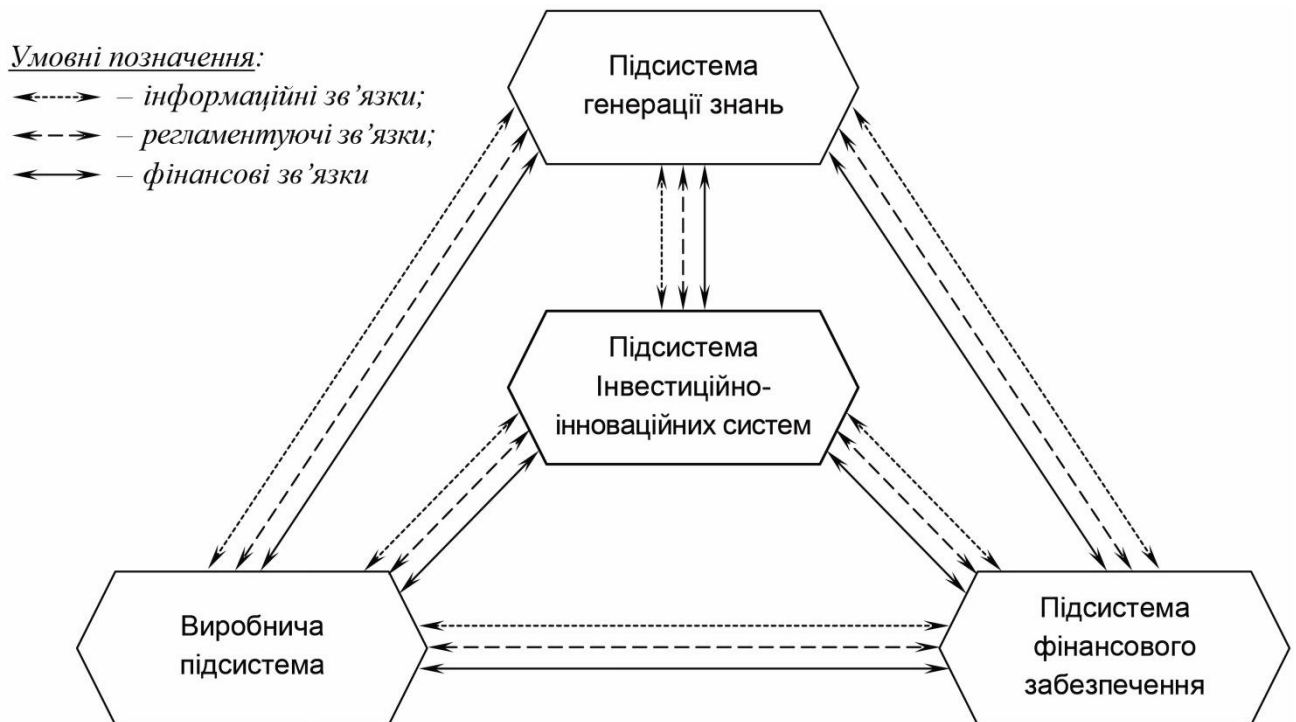 Умовні позначення:
– інформаційні зв’язки;
– регламентуючі зв’язки;
– фінансові зв’язки
Підсистема
генерації знань
Підсистема
Інвестиційно-
інноваційних систем
Виробнича
підсистема
Підсистема
фінансового
забезпечення